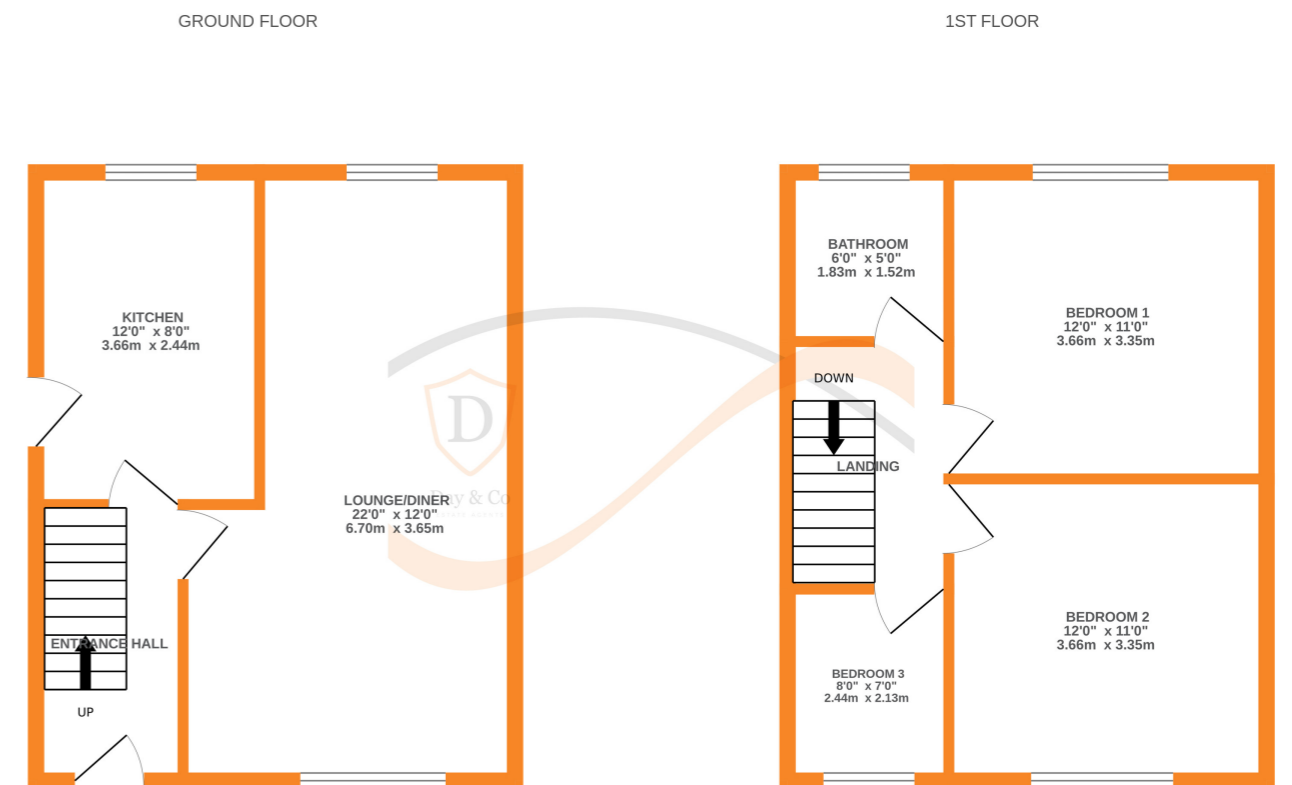 GROUND FLOOR
1ST FLOOR
KITCHEN
12'0" x 8'0"
3.66m x 2.44m
LOUNGE/DINER
22'0" x 12'0"
6.70m x 3.65m
ENTRANCE HALL
UP
D
Day & Co
BATHROOM
6'0" x 5'0"
1.83m x 1.52m
BEDROOM 1
12'0" x 11'0"
3.66m x 3.35m
DOWN
LANDING
BEDROOM 2
12'0" x 11'0"
3.66m x 3.35m
BEDROOM 3
8'0" x 7'0"
2.44m x 2.13m